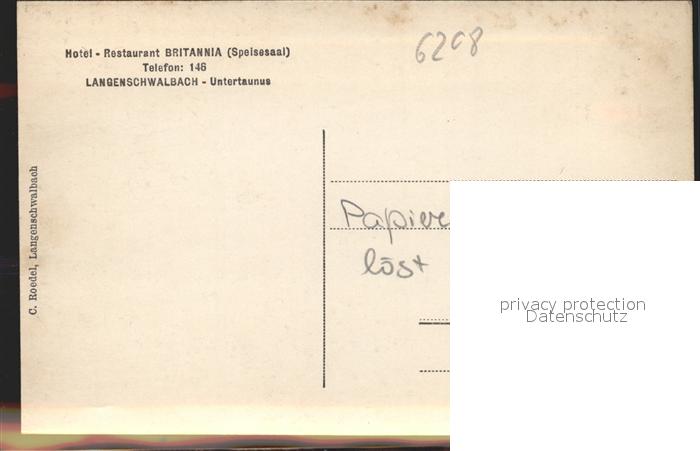 Hotel - Restaurant BRITANNIA (Speisesaal)
Telefon: 146
LANGENSCHWALBACH - Untertaunus
6208
C. Roedel, Langenschwalbach
Papier
löst
privacy protection
Datenschutz